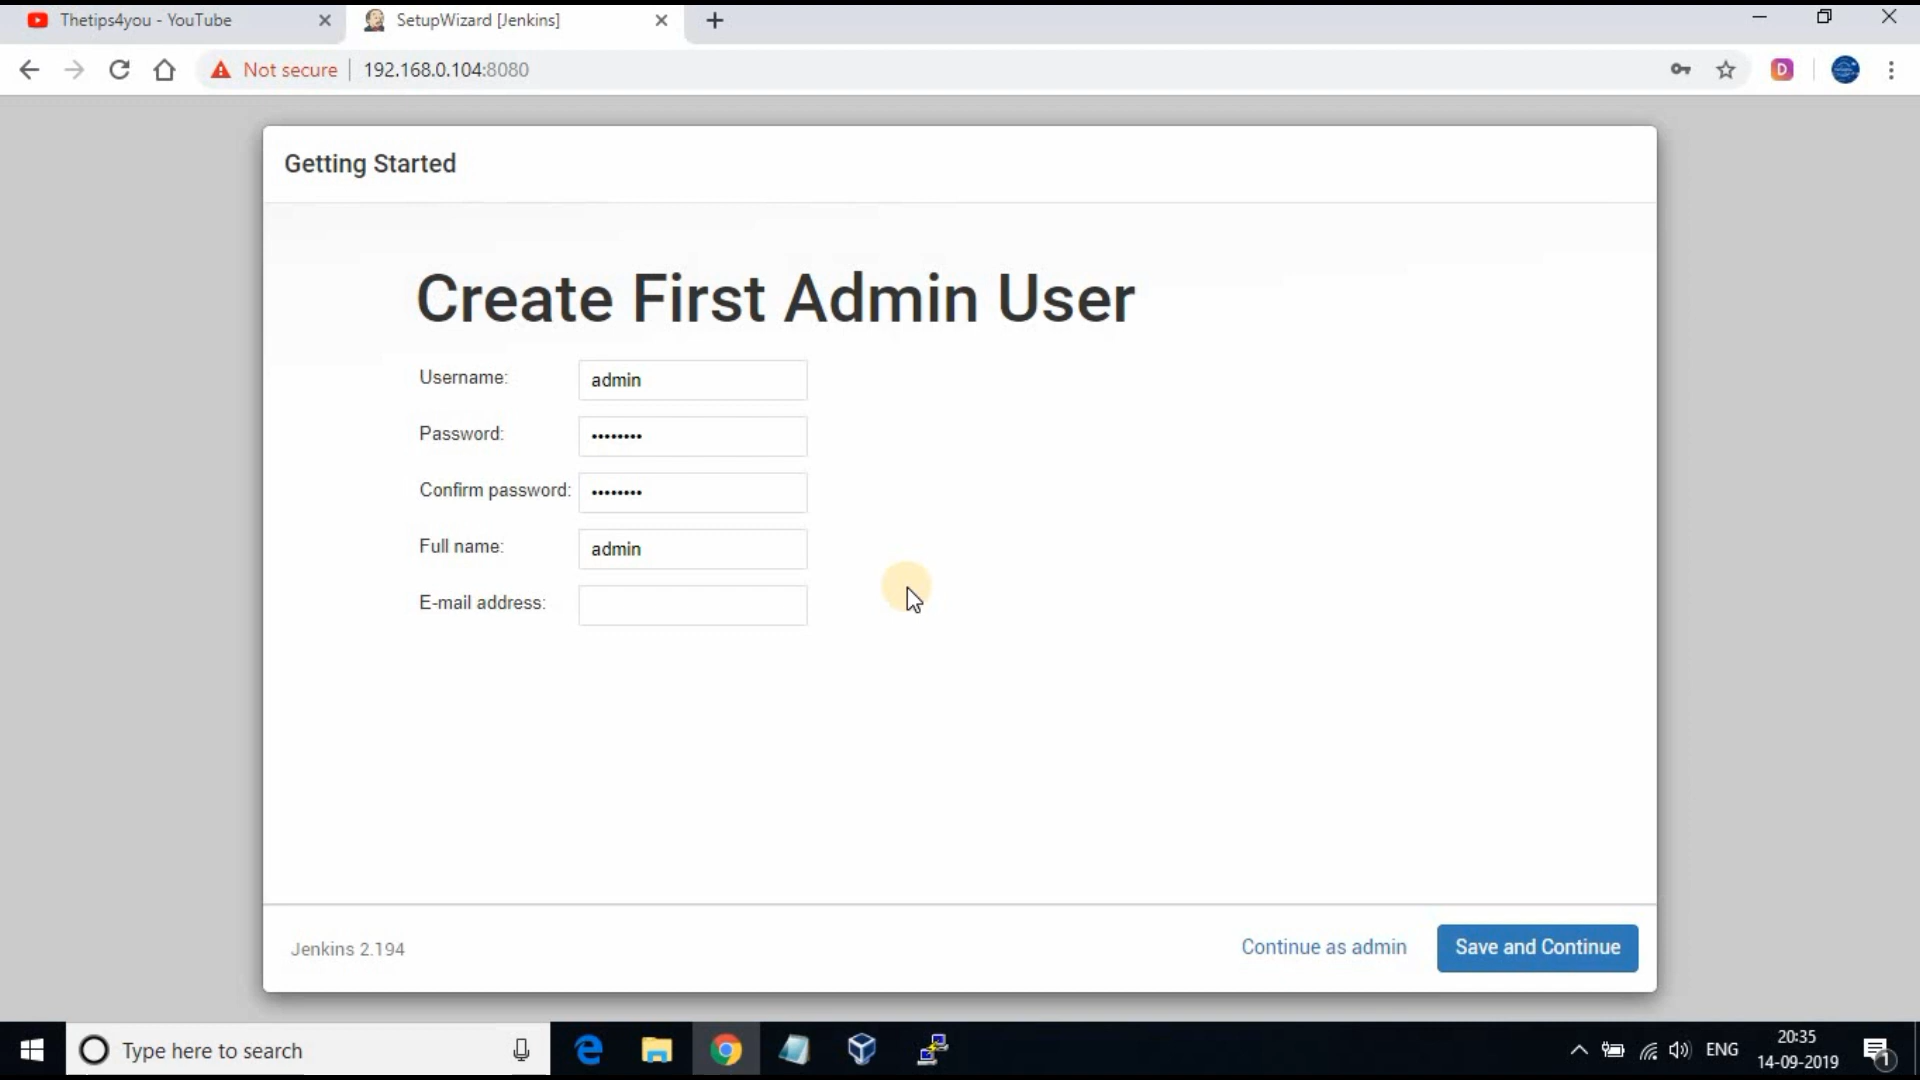 Thetips4you - YouTube
SetupWizard [Jenkins]
Not secure
192.168.0.104:8080
D
Getting Started
Create First Admin User
Username: admin
Password: ••••••••
Confirm password: ••••••••
Full name: admin
E-mail address:
Jenkins 2.194
Continue as admin
Save and Continue
Type here to search
ENG
20:35
14-09-2019
1